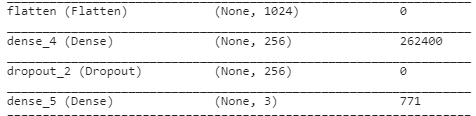 flatten (Flatten) (None, 1024) 0
dense_4 (Dense) (None, 256) 262400
dropout_2 (Dropout) (None, 256) 0
dense_5 (Dense) (None, 3) 771